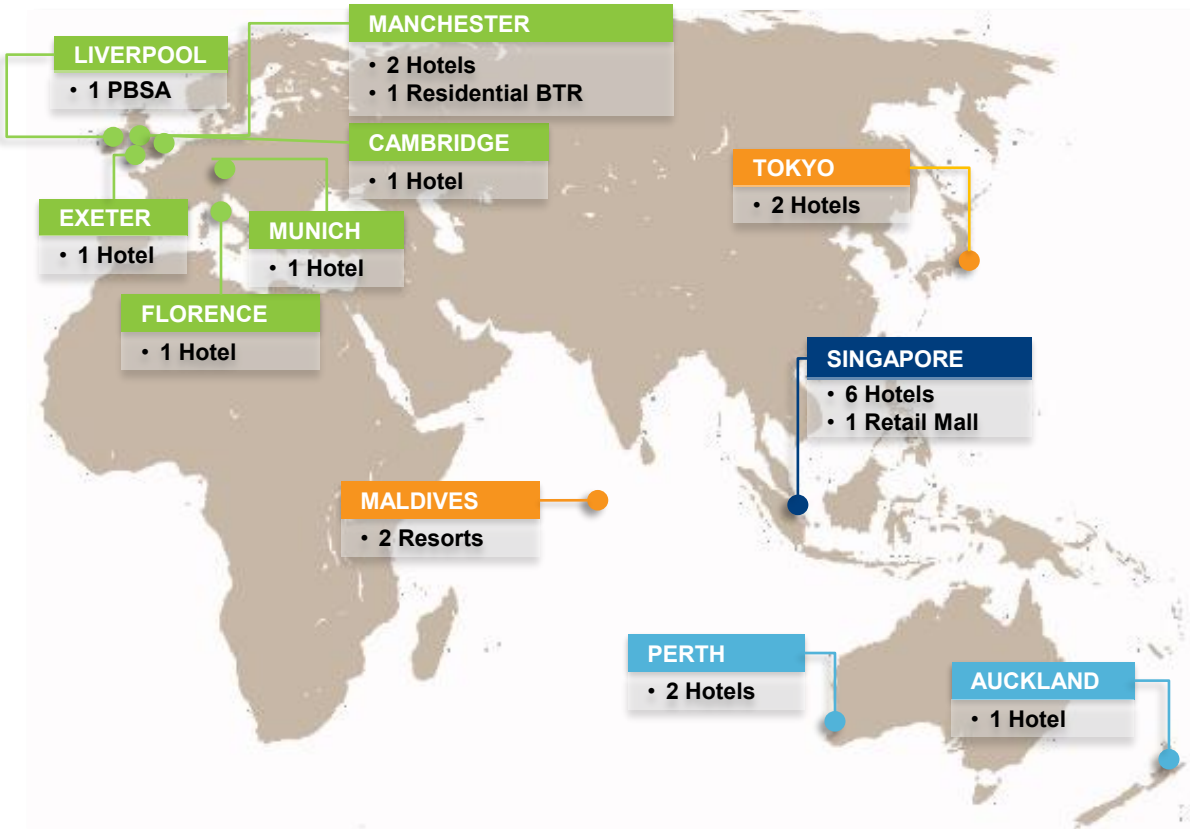 MANCHESTER
• 2 Hotels
• 1 Residential BTR
LIVERPOOL
• 1 PBSA
CAMBRIDGE
• 1 Hotel
TOKYO
• 2 Hotels
EXETER
• 1 Hotel
MUNICH
• 1 Hotel
FLORENCE
• 1 Hotel
SINGAPORE
• 6 Hotels
• 1 Retail Mall
MALDIVES
• 2 Resorts
PERTH
• 2 Hotels
AUCKLAND
• 1 Hotel